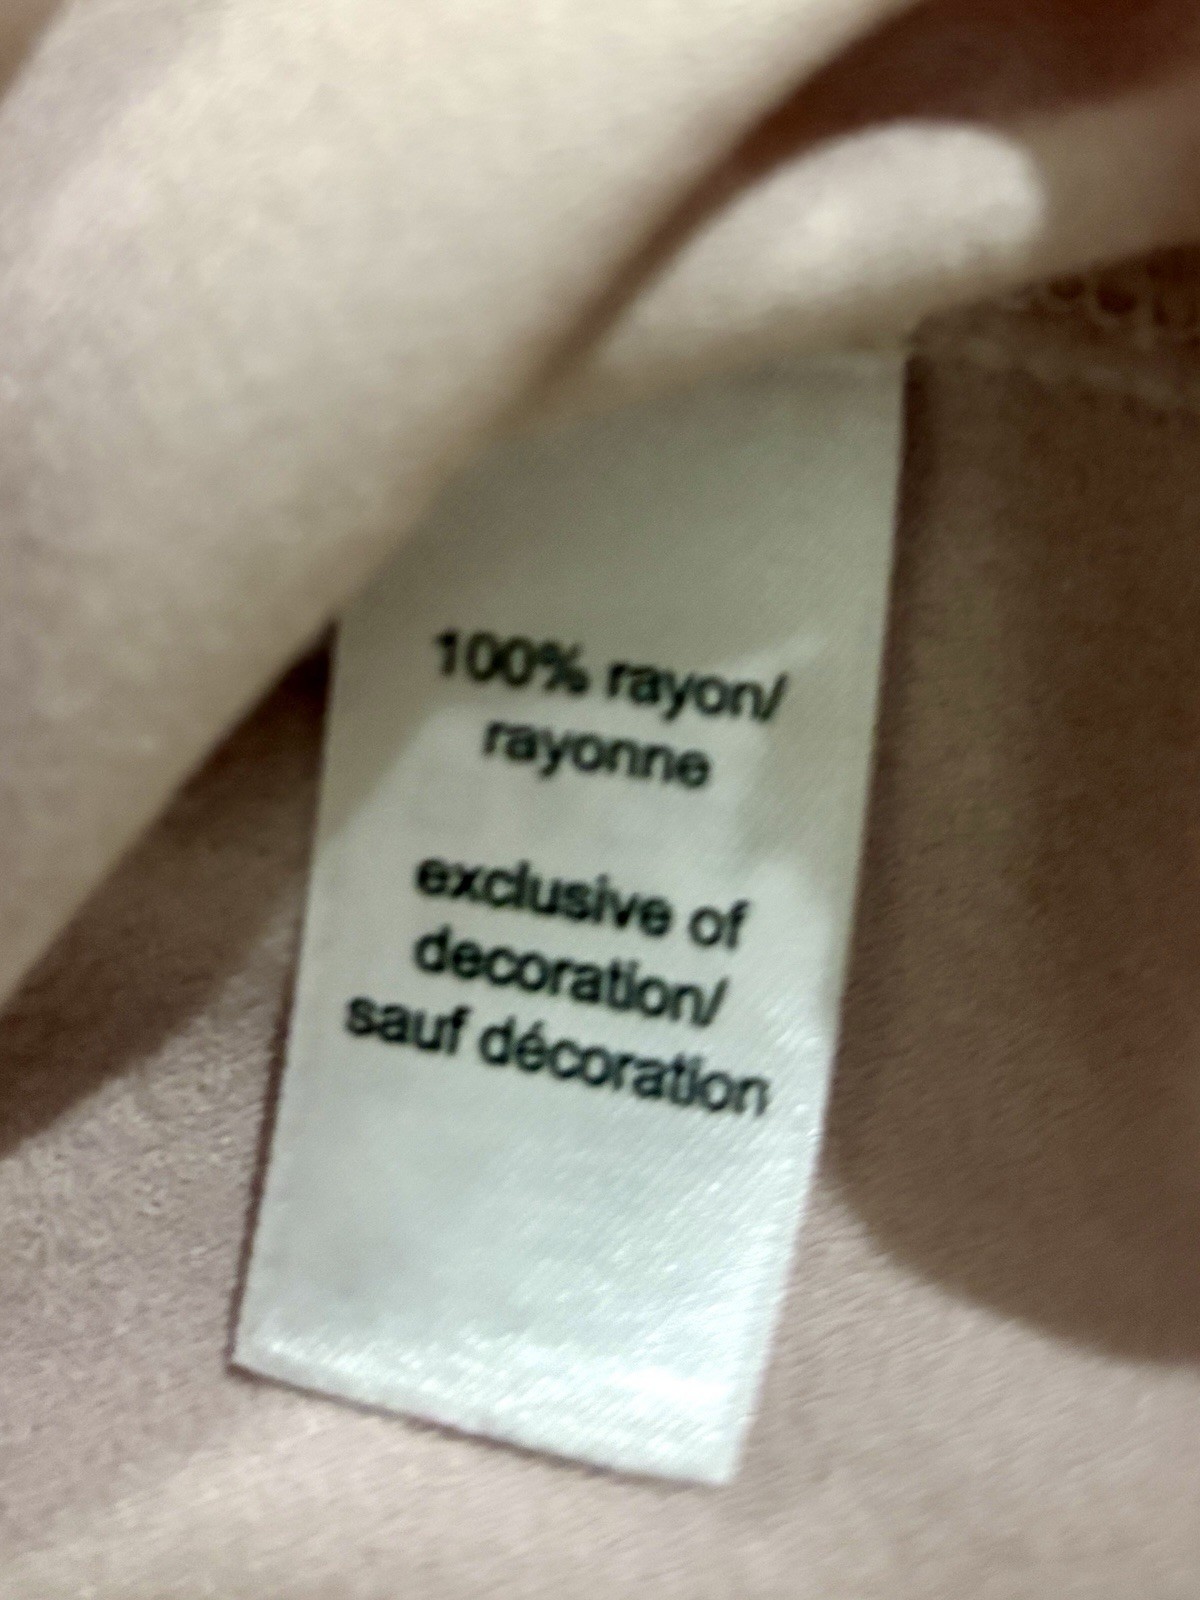 100% rayon/
rayonne
exclusive of
decoration/
sauf décoration